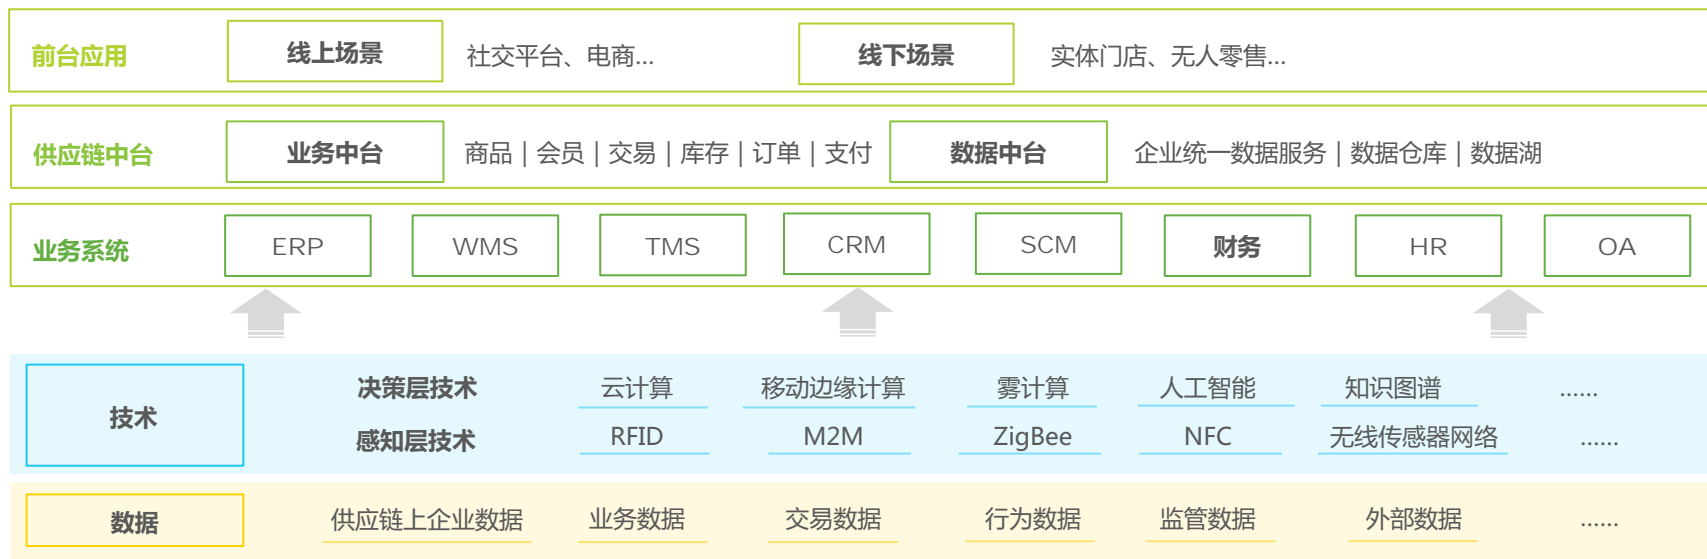 前台应用 线上场景 社交平台、电商... 线下场景 实体门店、无人零售...
供应链中台 业务中台 商品｜会员｜交易｜库存｜订单｜支付 数据中台 企业统一数据服务｜数据仓库｜数据湖
业务系统 ERP WMS TMS CRM SCM 财务 HR OA
技术
决策层技术 云计算 移动边缘计算 雾计算 人工智能 知识图谱 ......
感知层技术 RFID M2M ZigBee NFC 无线传感器网络 ......
数据 供应链上企业数据 业务数据 交易数据 行为数据 监管数据 外部数据 ......